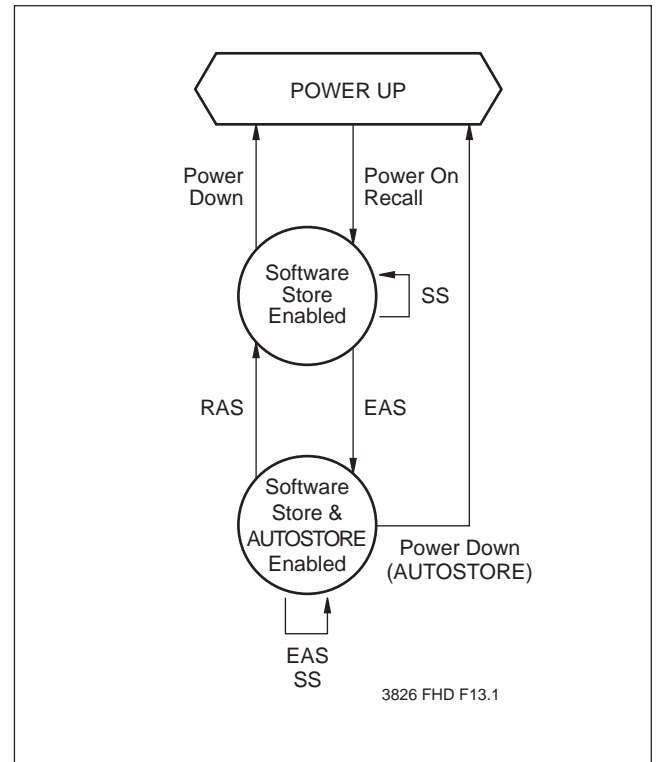 POWER UP
Power
Down
Power On
Recall
Software
Store
Enabled
SS
RAS
EAS
Software
Store &
AUTOSTORE
Enabled
Power Down
(AUTOSTORE)
EAS
SS
3826 FHD F13.1